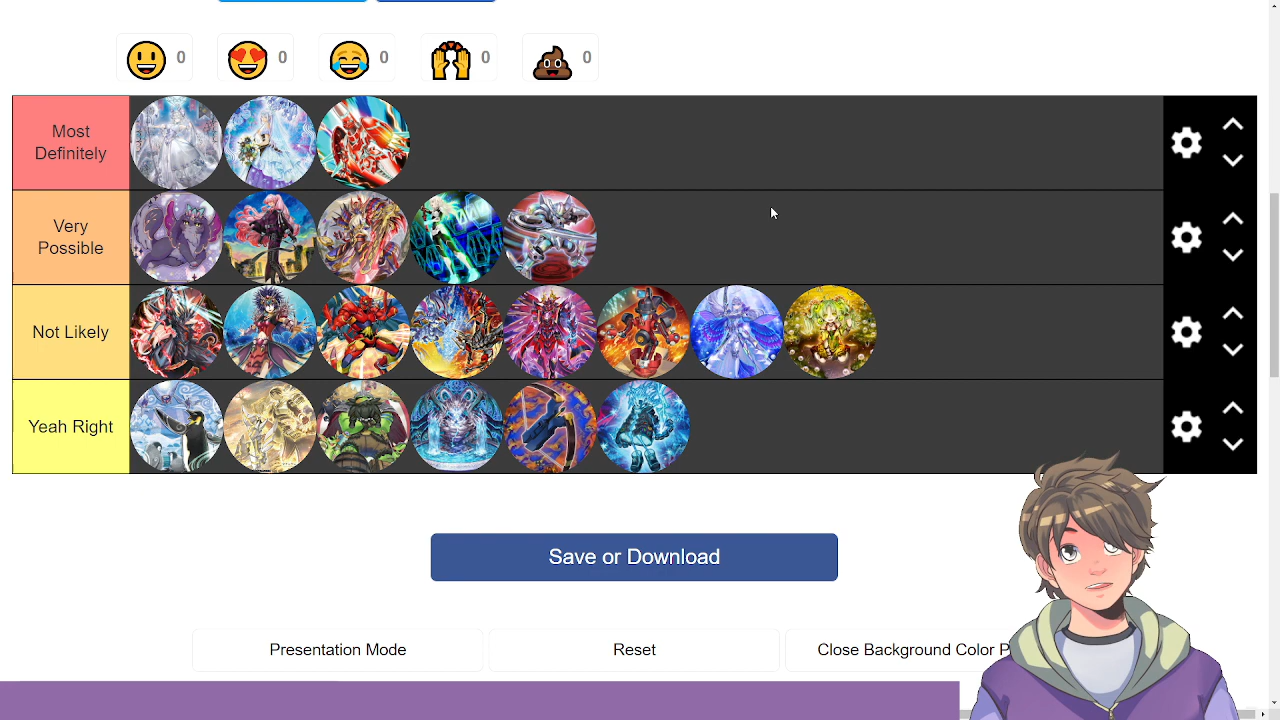 0
0
0
0
0
Most
Definitely
Very
Possible
Not Likely
Yeah Right
Save or Download
Presentation Mode
Reset
Close Background Color P